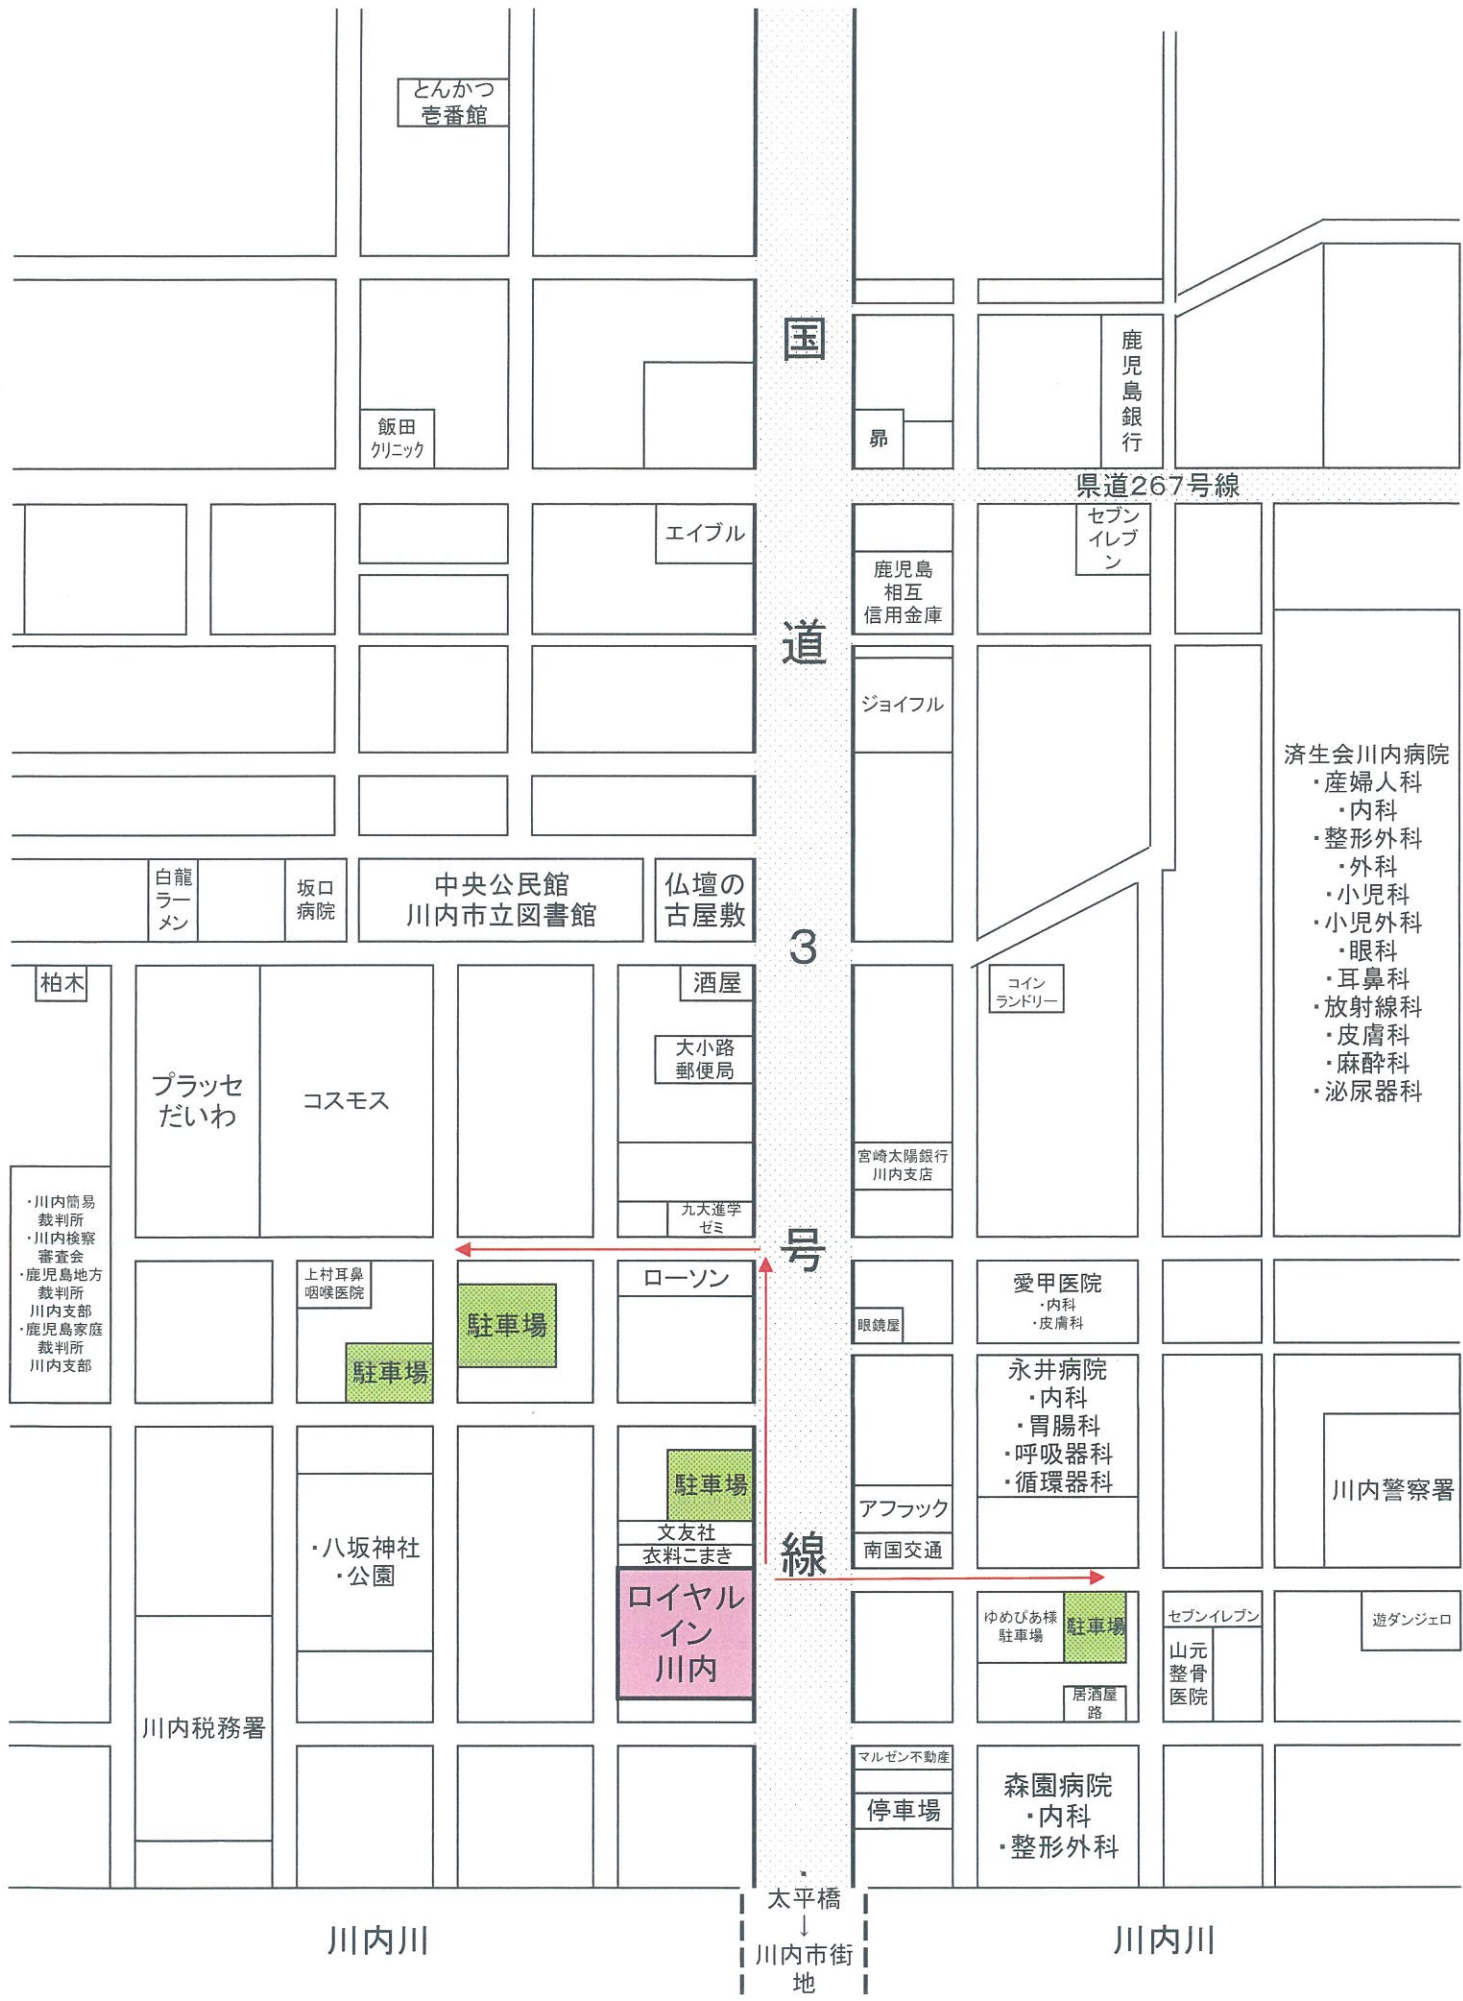 とんかつ
壱番館
国
道
3
号
線
飯田
クリニック
昴
鹿
児
島
銀
行
県道267号線
エイブル
鹿児島
相互
信用金庫
セブン
イレブ
ン
ジョイフル
済生会川内病院
・産婦人科
・内科
・整形外科
・外科
・小児科
・小児外科
・眼科
・耳鼻科
・放射線科
・皮膚科
・麻酔科
・泌尿器科
白龍
ラー
メン
坂口
病院
中央公民館
川内市立図書館
仏壇の
古屋敷
柏木
プラッセ
だいわ
コスモス
酒屋
大小路
郵便局
コイン
ランドリー
宮崎太陽銀行
川内支店
九大進学
ゼミ
・川内簡易
裁判所
・川内検察
審査会
・鹿児島地方
裁判所
川内支部
・鹿児島家庭
裁判所
川内支部
上村耳鼻
咽喉医院
駐車場
駐車場
ローソン
眼鏡屋
愛甲医院
・内科
・皮膚科
永井病院
・内科
・胃腸科
・呼吸器科
・循環器科
駐車場
文友社
衣料こまき
ロイヤル
イン
川内
アフラック
南国交通
川内警察署
・八坂神社
・公園
川内税務署
ゆめぴあ様
駐車場
駐車場
居酒屋
路
セブンイレブン
山元
整骨
医院
遊ダンジェロ
マルゼン不動産
停車場
森園病院
・内科
・整形外科
川内川
太平橋
↓
川内市街
地
川内川